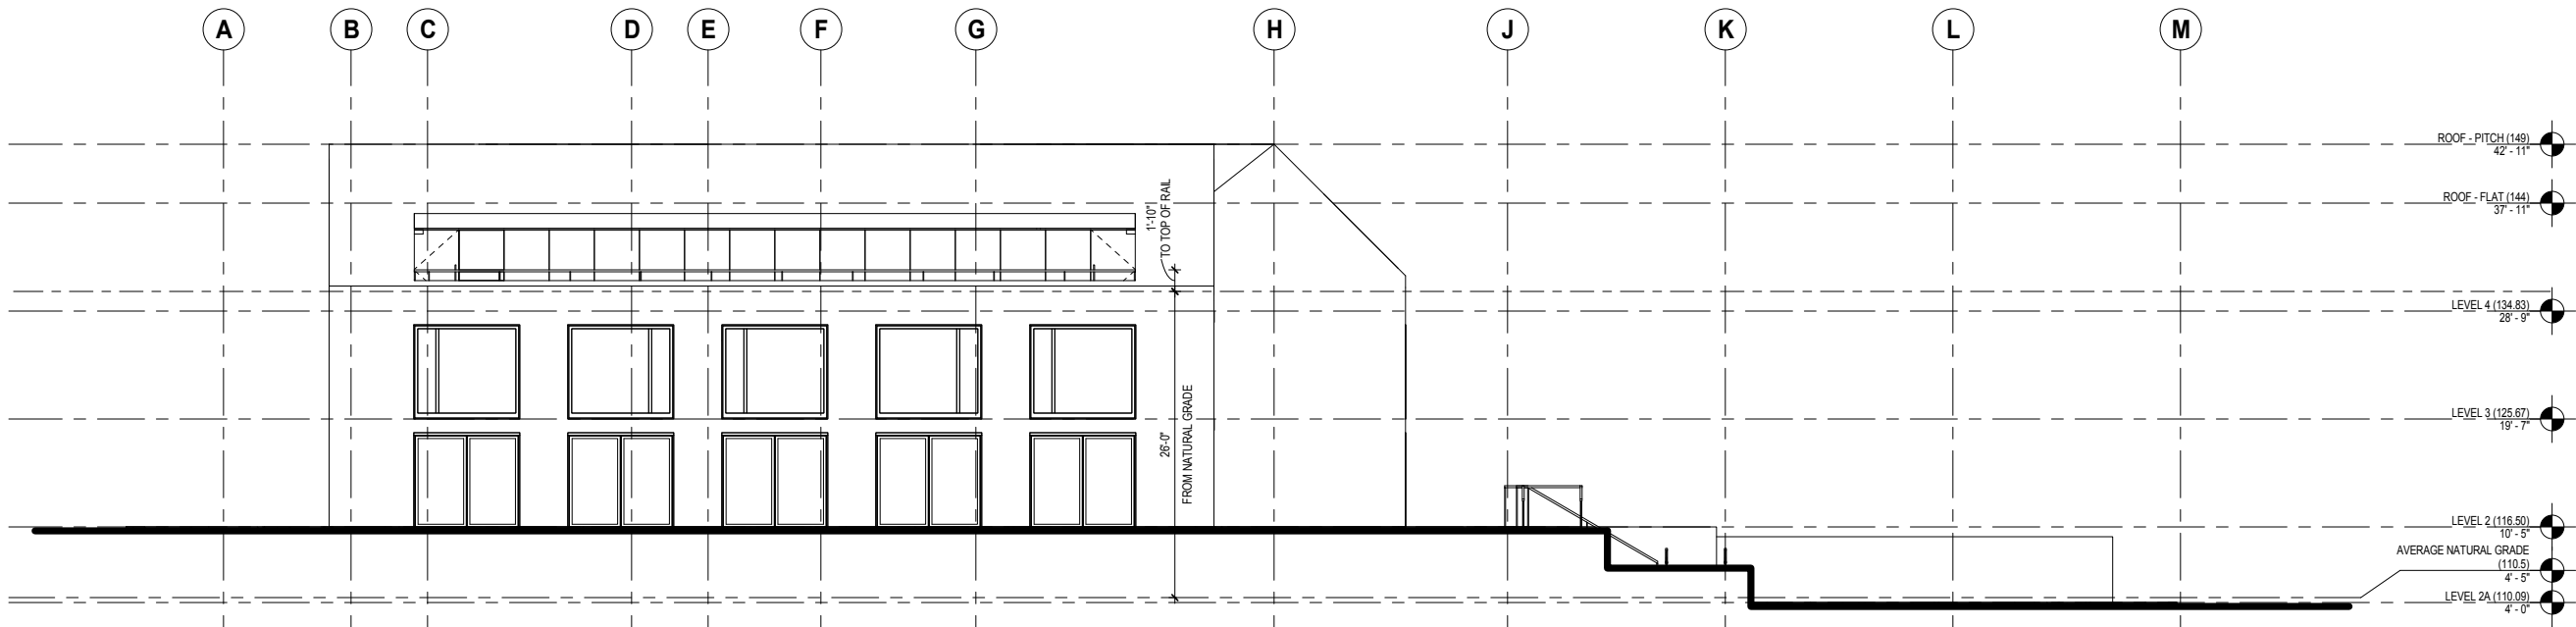 A B C D E F G H J K L M
ROOF - PITCH (149)
42' - 11"
ROOF - FLAT (144)
37' - 11"
1'-10"
TO TOP OF RAIL
LEVEL 4 (134.83)
28' - 9"
26'-0"
FROM NATURAL GRADE
LEVEL 3 (125.67)
19' - 7"
LEVEL 2 (116.50)
10' - 5"
AVERAGE NATURAL GRADE
(110.5)
4' - 5"
LEVEL 2A (110.09)
4' - 0"